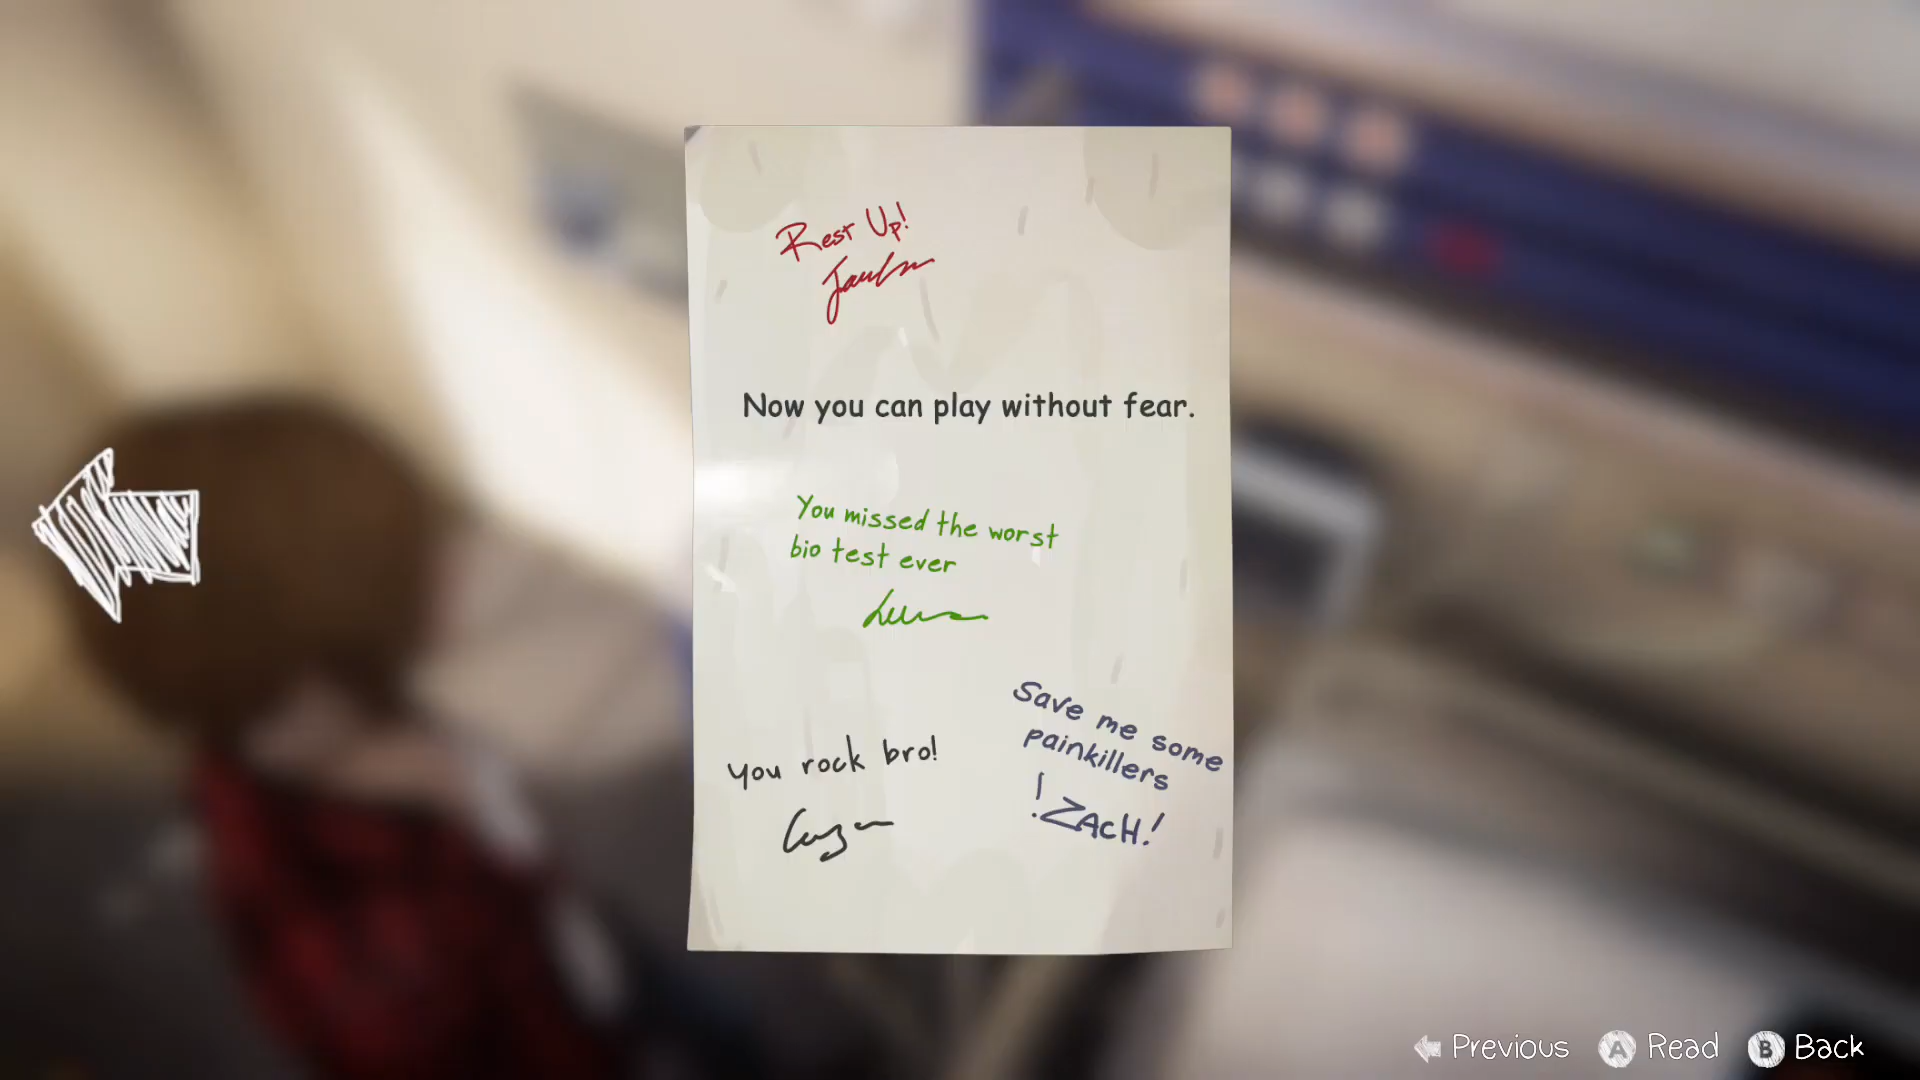 Rest Up!
Now you can play without fear.
You missed the worst
bio test ever
You rock bro!
Save me some
painkillers
!ZACH!
Previous
A Read
B Back